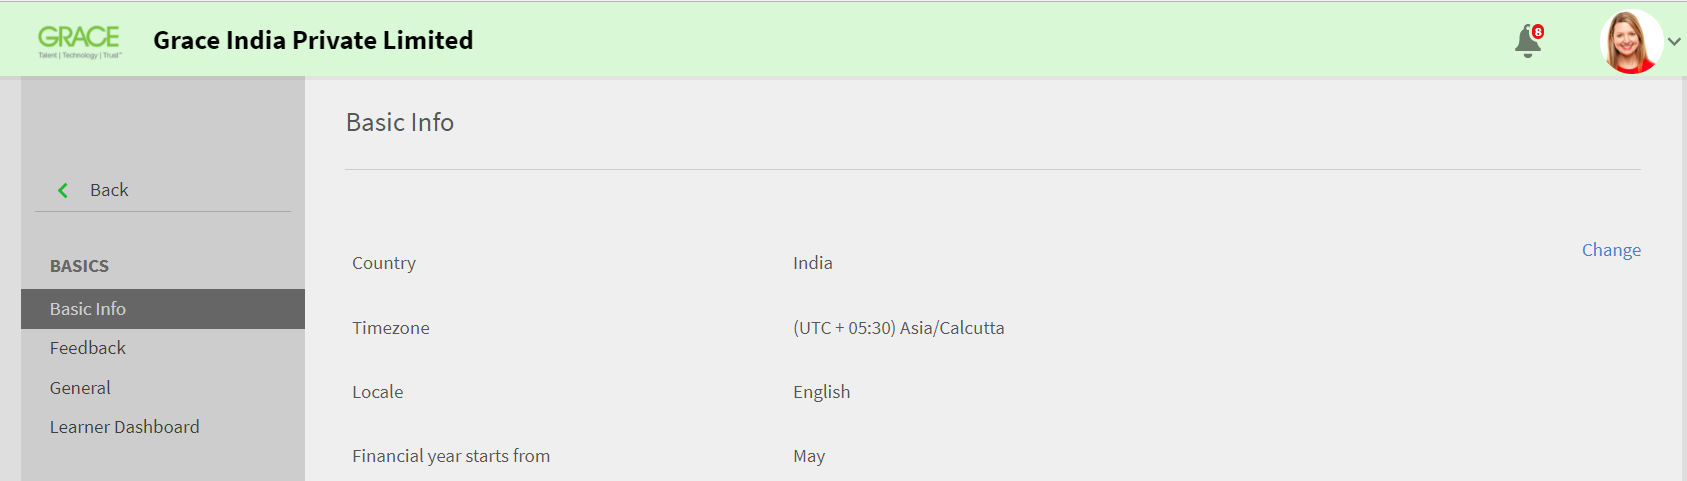 GRACE
Talent | Technology | Trust™
Grace India Private Limited
8
Basic Info
Back
BASICS
Basic Info
Feedback
General
Learner Dashboard
Country India Change
Timezone (UTC + 05:30) Asia/Calcutta
Locale English
Financial year starts from May